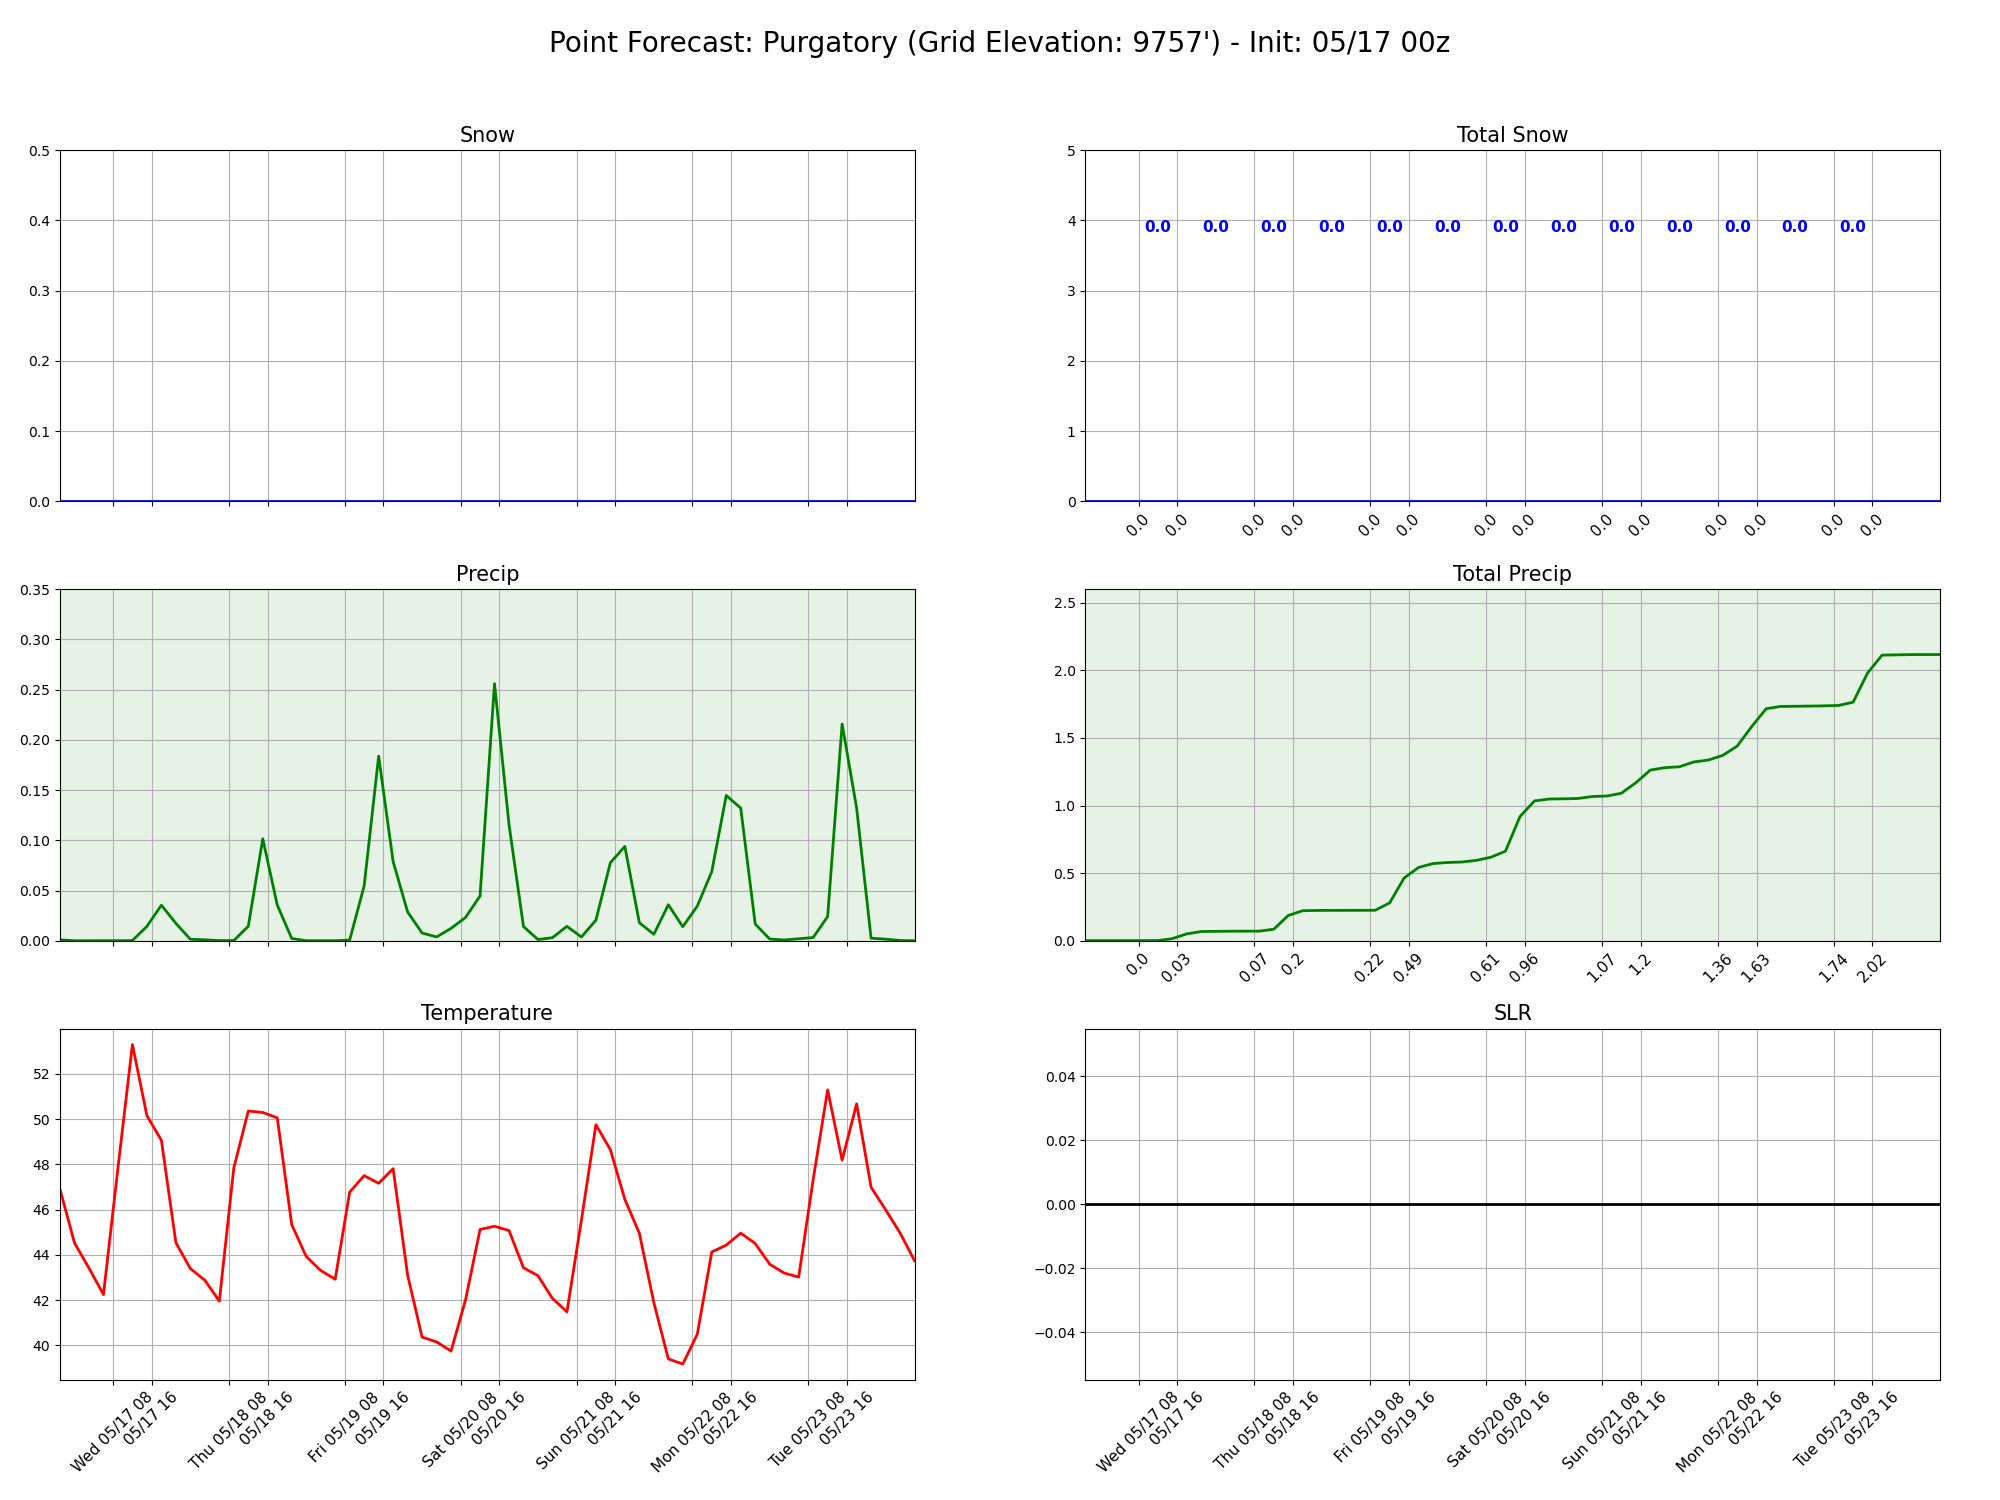 Point Forecast: Purgatory (Grid Elevation: 9757') - Init: 05/17 00z
Snow
0.5
0.4
0.3
0.2
0.1
0.0
Total Snow
5
4
3
2
1
0
0.0 0.0 0.0 0.0 0.0 0.0 0.0 0.0 0.0 0.0 0.0 0.0 0.0
0.0 0.0 0.0 0.0 0.0 0.0 0.0 0.0 0.0 0.0 0.0 0.0 0.0 0.0
Precip
0.35
0.30
0.25
0.20
0.15
0.10
0.05
0.00
Total Precip
2.5
2.0
1.5
1.0
0.5
0.0
0.0 0.03 0.07 0.2 0.22 0.49 0.61 0.96 1.07 1.2 1.36 1.63 1.74 2.02
Temperature
52
50
48
46
44
42
40
Wed 05/17 08
05/17 16
Thu 05/18 08
05/18 16
Fri 05/19 08
05/19 16
Sat 05/20 08
05/20 16
Sun 05/21 08
05/21 16
Mon 05/22 08
05/22 16
Tue 05/23 08
05/23 16
SLR
0.04
0.02
0.00
−0.02
−0.04
Wed 05/17 08
05/17 16
Thu 05/18 08
05/18 16
Fri 05/19 08
05/19 16
Sat 05/20 08
05/20 16
Sun 05/21 08
05/21 16
Mon 05/22 08
05/22 16
Tue 05/23 08
05/23 16